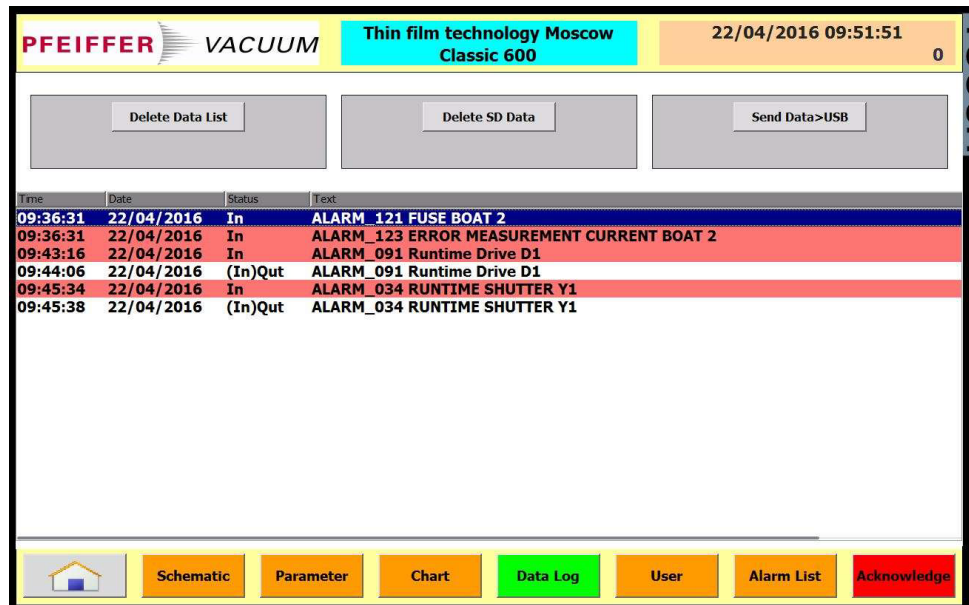 PFEIFFER VACUUM
Thin film technology Moscow
Classic 600
22/04/2016 09:51:51
0
Delete Data List
Delete SD Data
Send Data>USB
Time Date Status Text
09:36:31 22/04/2016 In ALARM_121 FUSE BOAT 2
09:36:31 22/04/2016 In ALARM_123 ERROR MEASUREMENT CURRENT BOAT 2
09:43:16 22/04/2016 In ALARM_091 Runtime Drive D1
09:44:06 22/04/2016 (In)Qut ALARM_091 Runtime Drive D1
09:45:34 22/04/2016 In ALARM_034 RUNTIME SHUTTER Y1
09:45:38 22/04/2016 (In)Qut ALARM_034 RUNTIME SHUTTER Y1
Schematic
Parameter
Chart
Data Log
User
Alarm List
Acknowledge